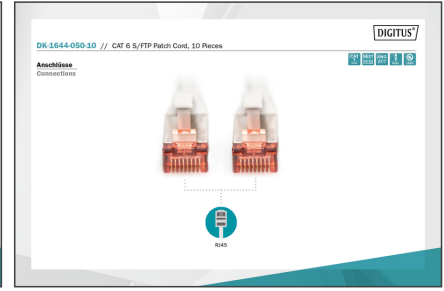 DIGITUS®
DK-1644-050-10 // CAT 6 S/FTP Patch Cord, 10 Pieces
Anschlüsse
Connections
RJ45